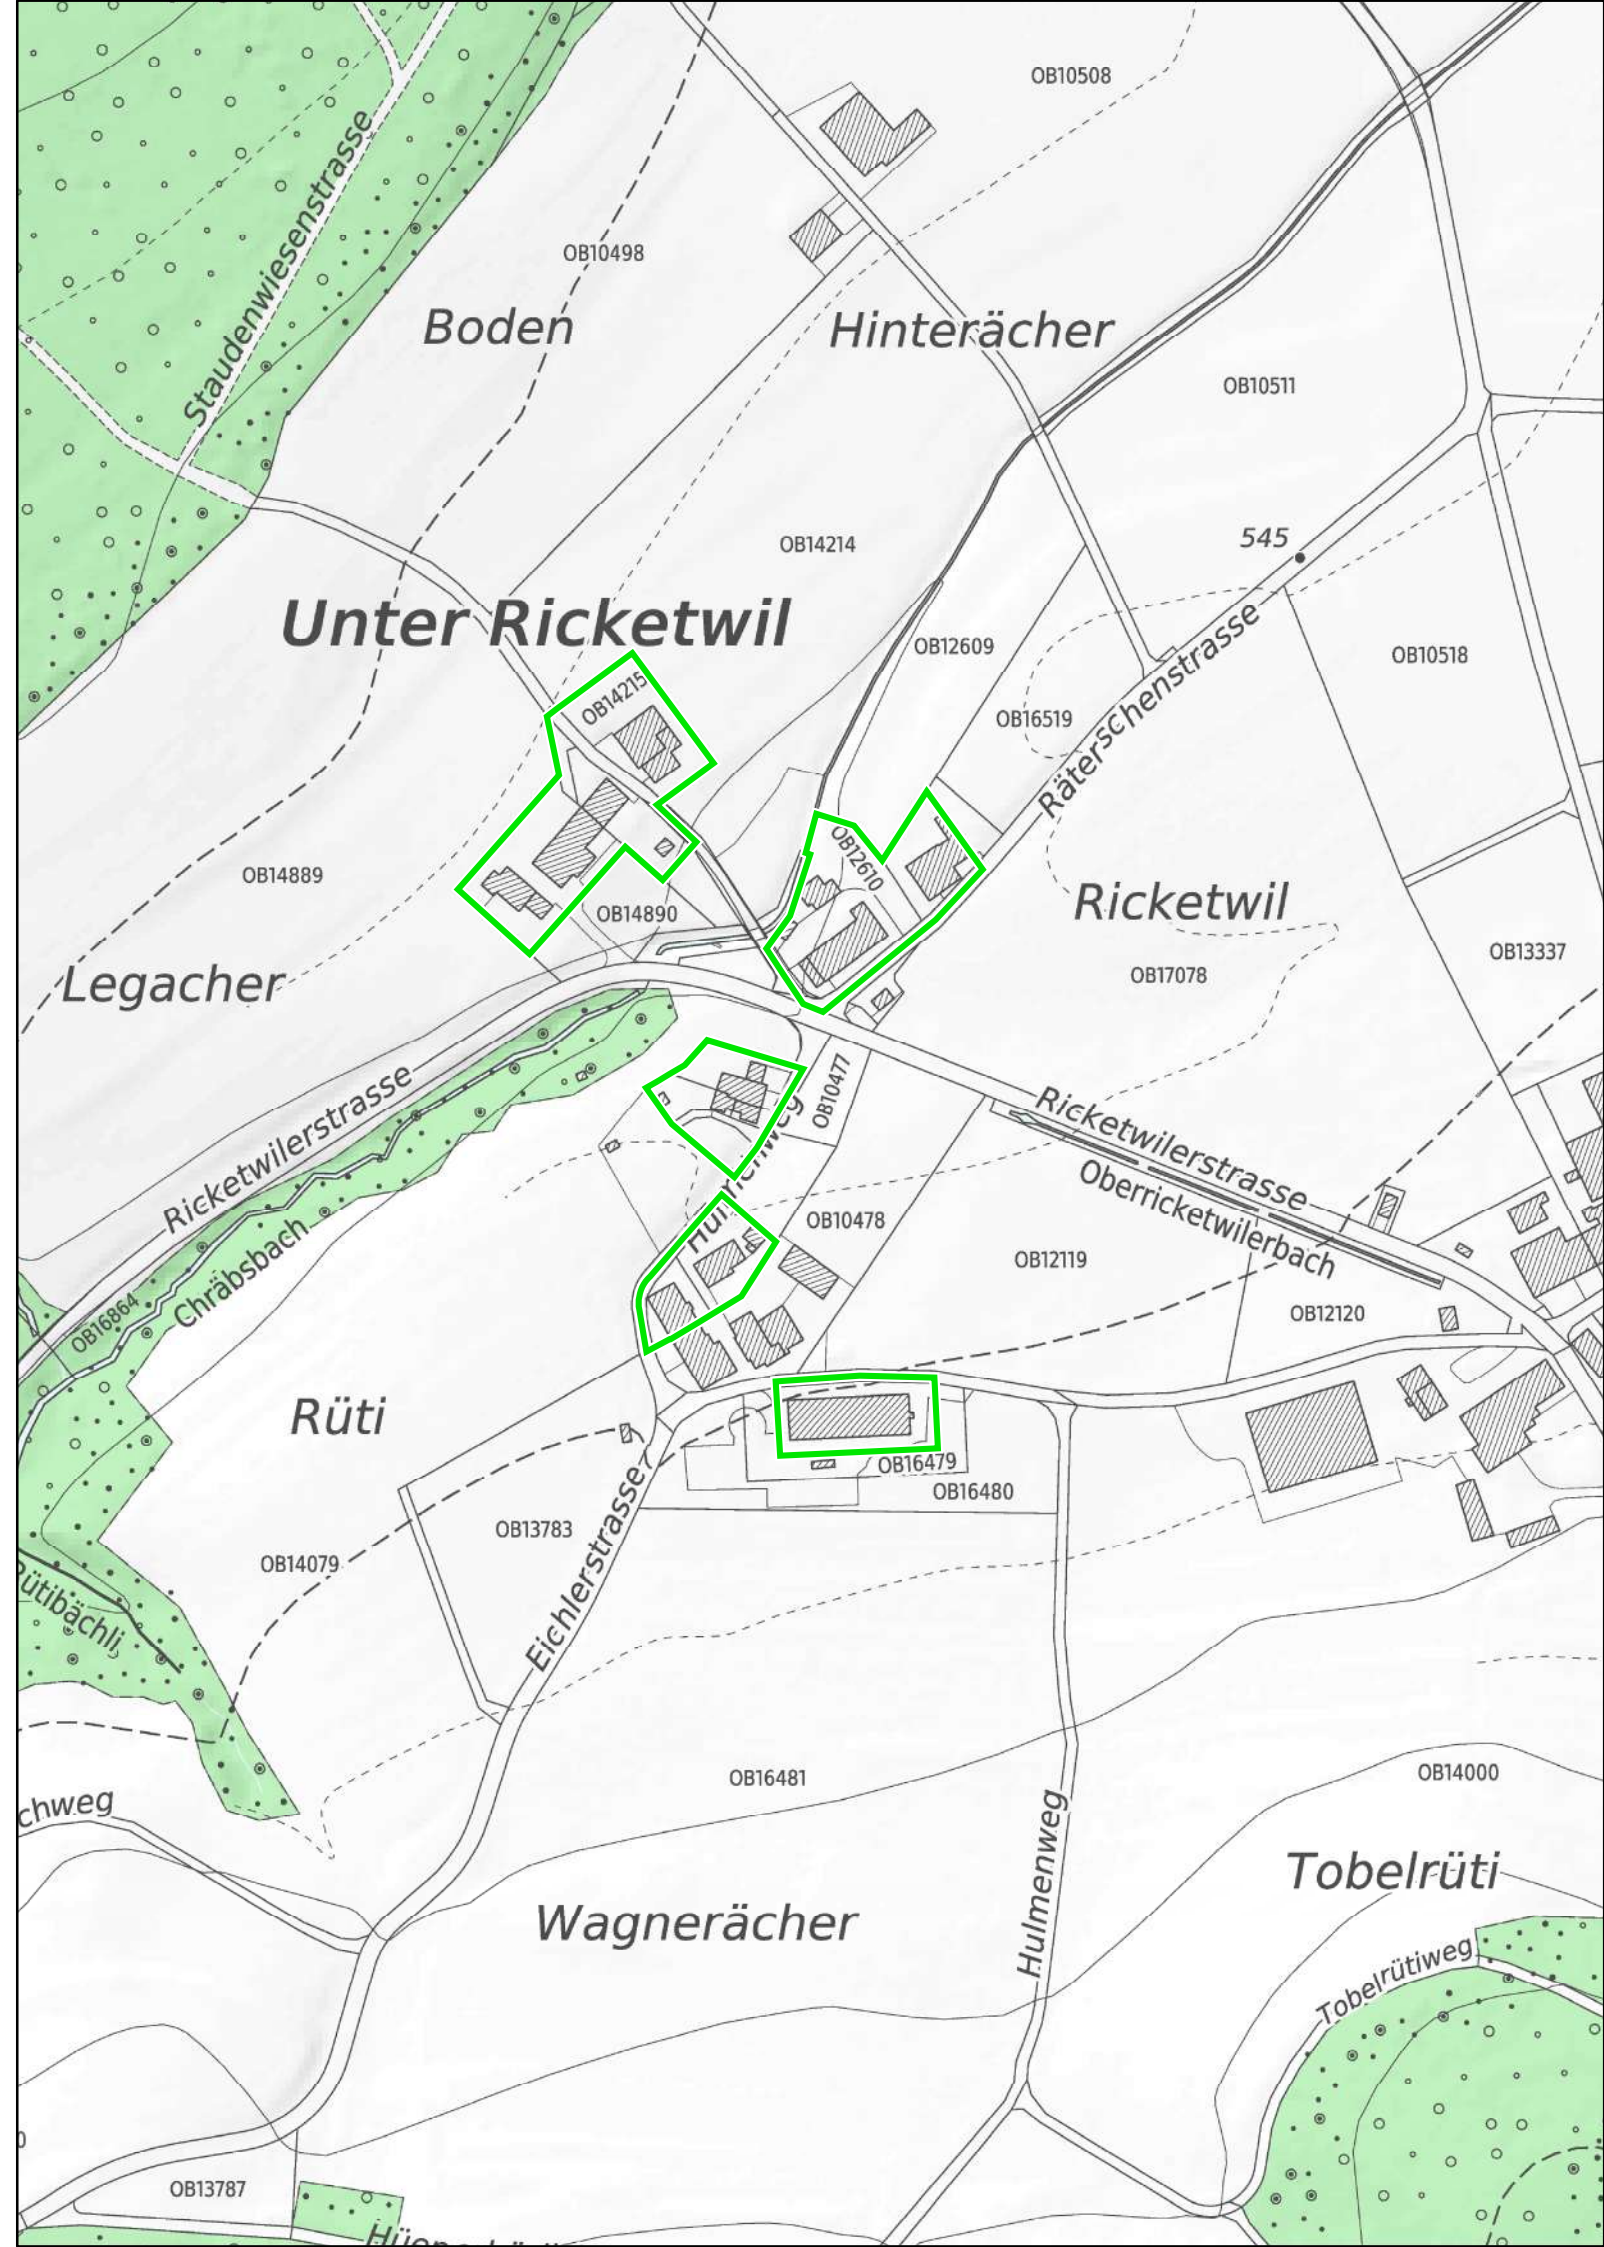 OB10508
Staudenwiesenstrasse
OB10498
Boden
Hinterächer
OB10511
545
OB14214
Unter Ricketwil
OB12609
OB10518
OB14215
OB16519
Räterschenstrasse
OB12610
OB14889
OB14890
Ricketwil
OB13337
OB17078
Legacher
Ricketwilerstrasse
OB10477
Ricketwilerstrasse
Oberricketwilerbach
OB10478
OB12119
Chräbsbach
OB16864
OB12120
Rüti
OB16479
OB16480
OB13783
OB14079
Eichlerstrasse
Rütibächli
OB16481
OB14000
chweg
Hulmenweg
Tobelrüti
Wagnerächer
Tobelrütiweg
OB13787